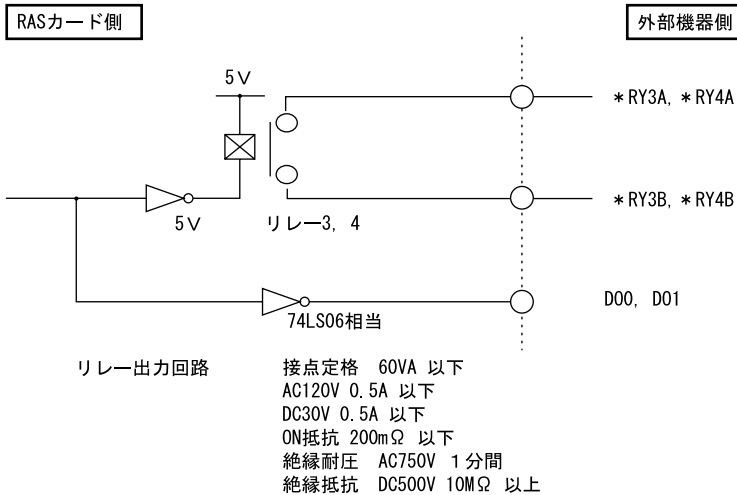 RASカード側
外部機器側
5V
*RY3A, *RY4A
5V
リレー3, 4
*RY3B, *RY4B
74LS06相当
DO0, DO1
リレー出力回路
接点定格 60VA 以下
AC120V 0.5A 以下
DC30V 0.5A 以下
ON抵抗 200mΩ 以下
絶縁耐圧 AC750V 1分間
絶縁抵抗 DC500V 10MΩ 以上